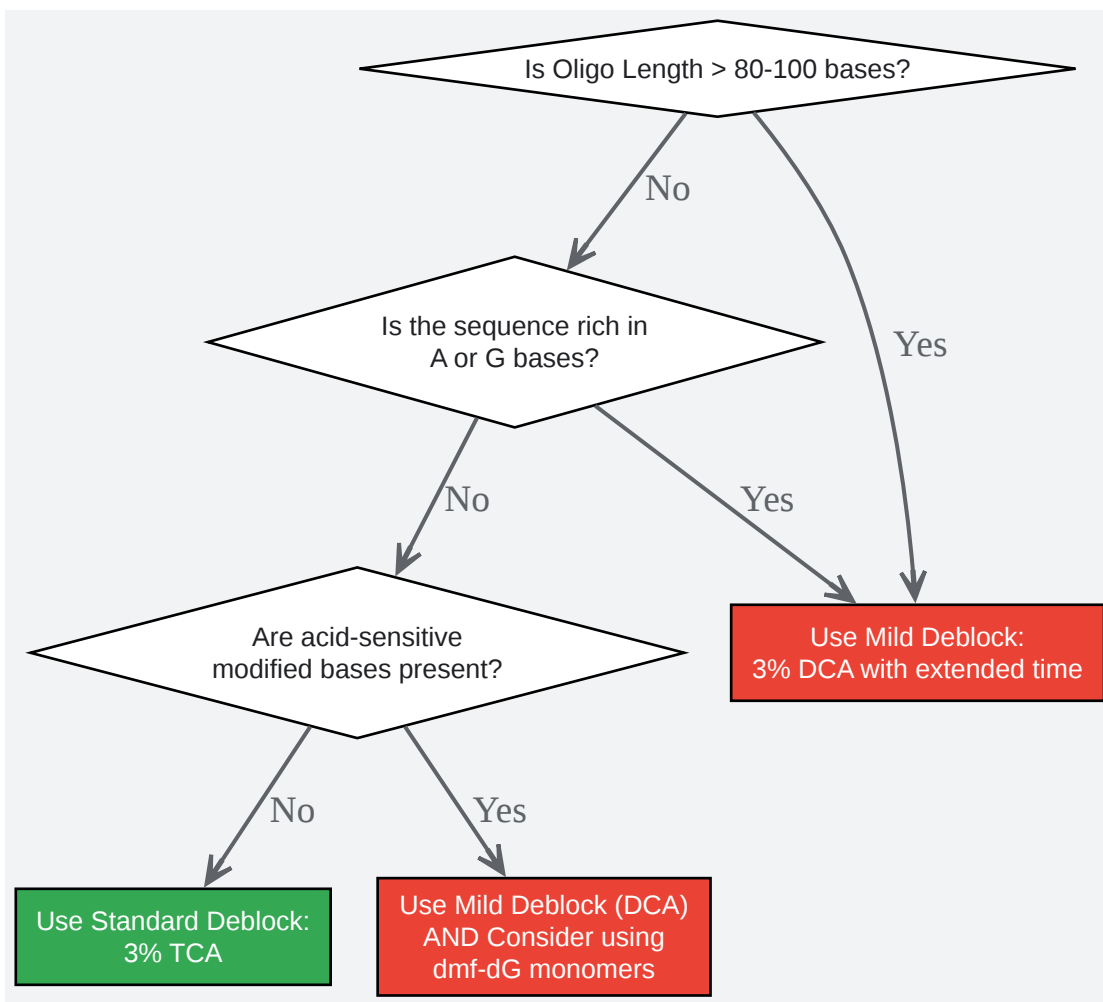 Is Oligo Length > 80-100 bases?
No
Yes
Is the sequence rich in
A or G bases?
No
Yes
Are acid-sensitive
modified bases present?
Use Mild Deblock:
3% DCA with extended time
No
Yes
Use Standard Deblock:
3% TCA
Use Mild Deblock (DCA)
AND Consider using
dmf-dG monomers